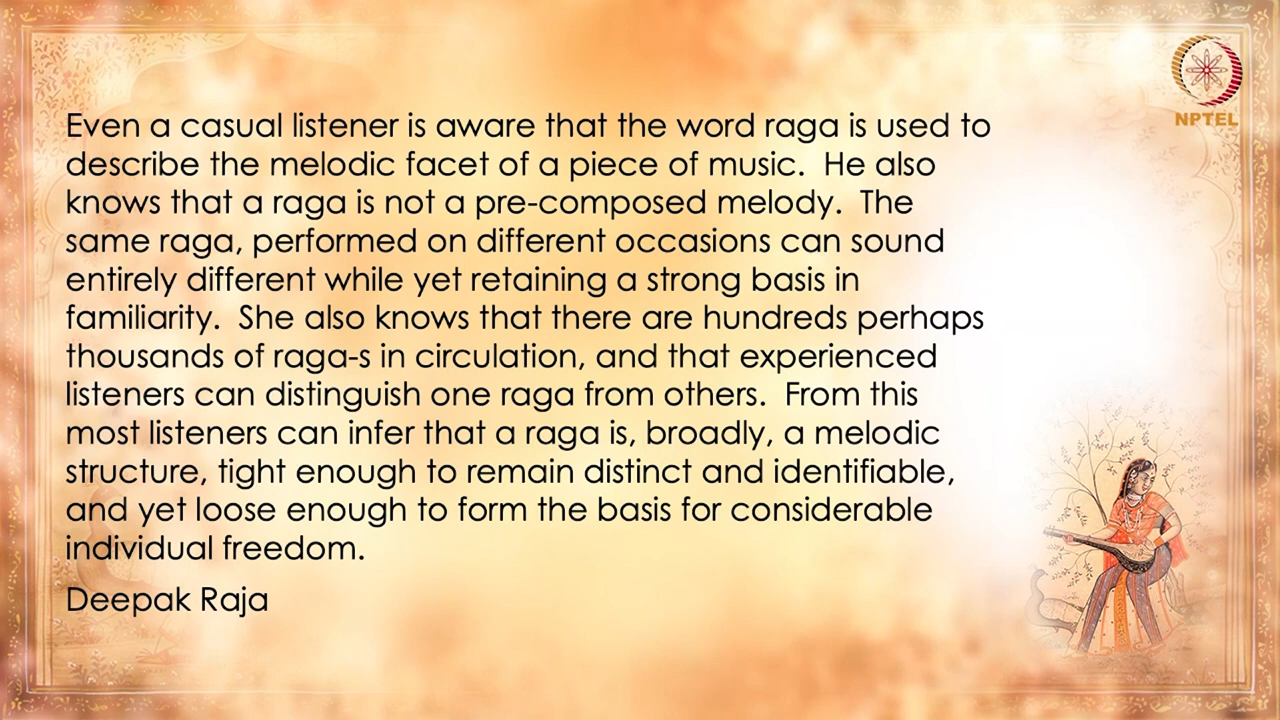 NPTEL
Even a casual listener is aware that the word raga is used to
describe the melodic facet of a piece of music.  He also
knows that a raga is not a pre-composed melody.  The
same raga, performed on different occasions can sound
entirely different while yet retaining a strong basis in
familiarity.  She also knows that there are hundreds perhaps
thousands of raga-s in circulation, and that experienced
listeners can distinguish one raga from others.  From this
most listeners can infer that a raga is, broadly, a melodic
structure, tight enough to remain distinct and identifiable,
and yet loose enough to form the basis for considerable
individual freedom.
Deepak Raja